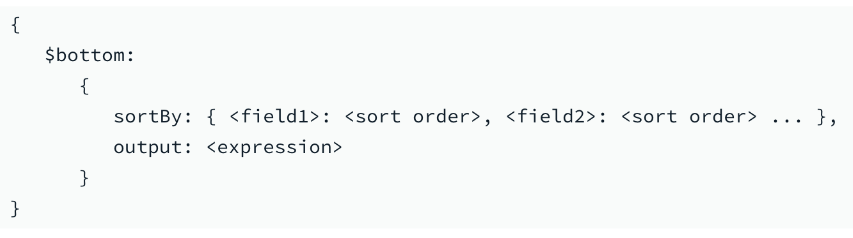 {
   $bottom:
      {
         sortBy: { <field1>: <sort order>, <field2>: <sort order> ... },
         output: <expression>
      }
}